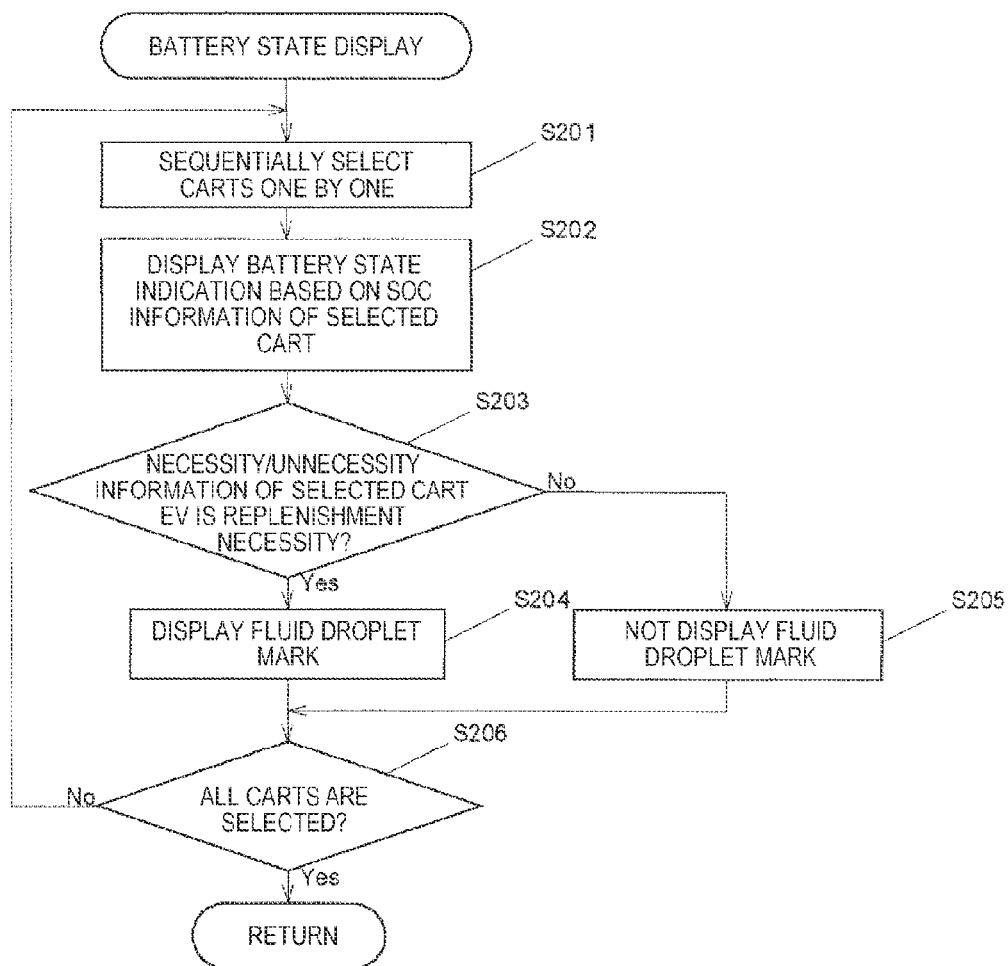 BATTERY STATE DISPLAY
S201
SEQUENTIALLY SELECT
CARTS ONE BY ONE
S202
DISPLAY BATTERY STATE
INDICATION BASED ON SOC
INFORMATION OF SELECTED
CART
S203
NECESSITY/UNNECESSITY
INFORMATION OF SELECTED CART
EV IS REPLENISHMENT
NECESSITY?
No
Yes
S204
DISPLAY FLUID DROPLET
MARK
S205
NOT DISPLAY FLUID
DROPLET MARK
S206
ALL CARTS ARE
SELECTED?
No
Yes
RETURN